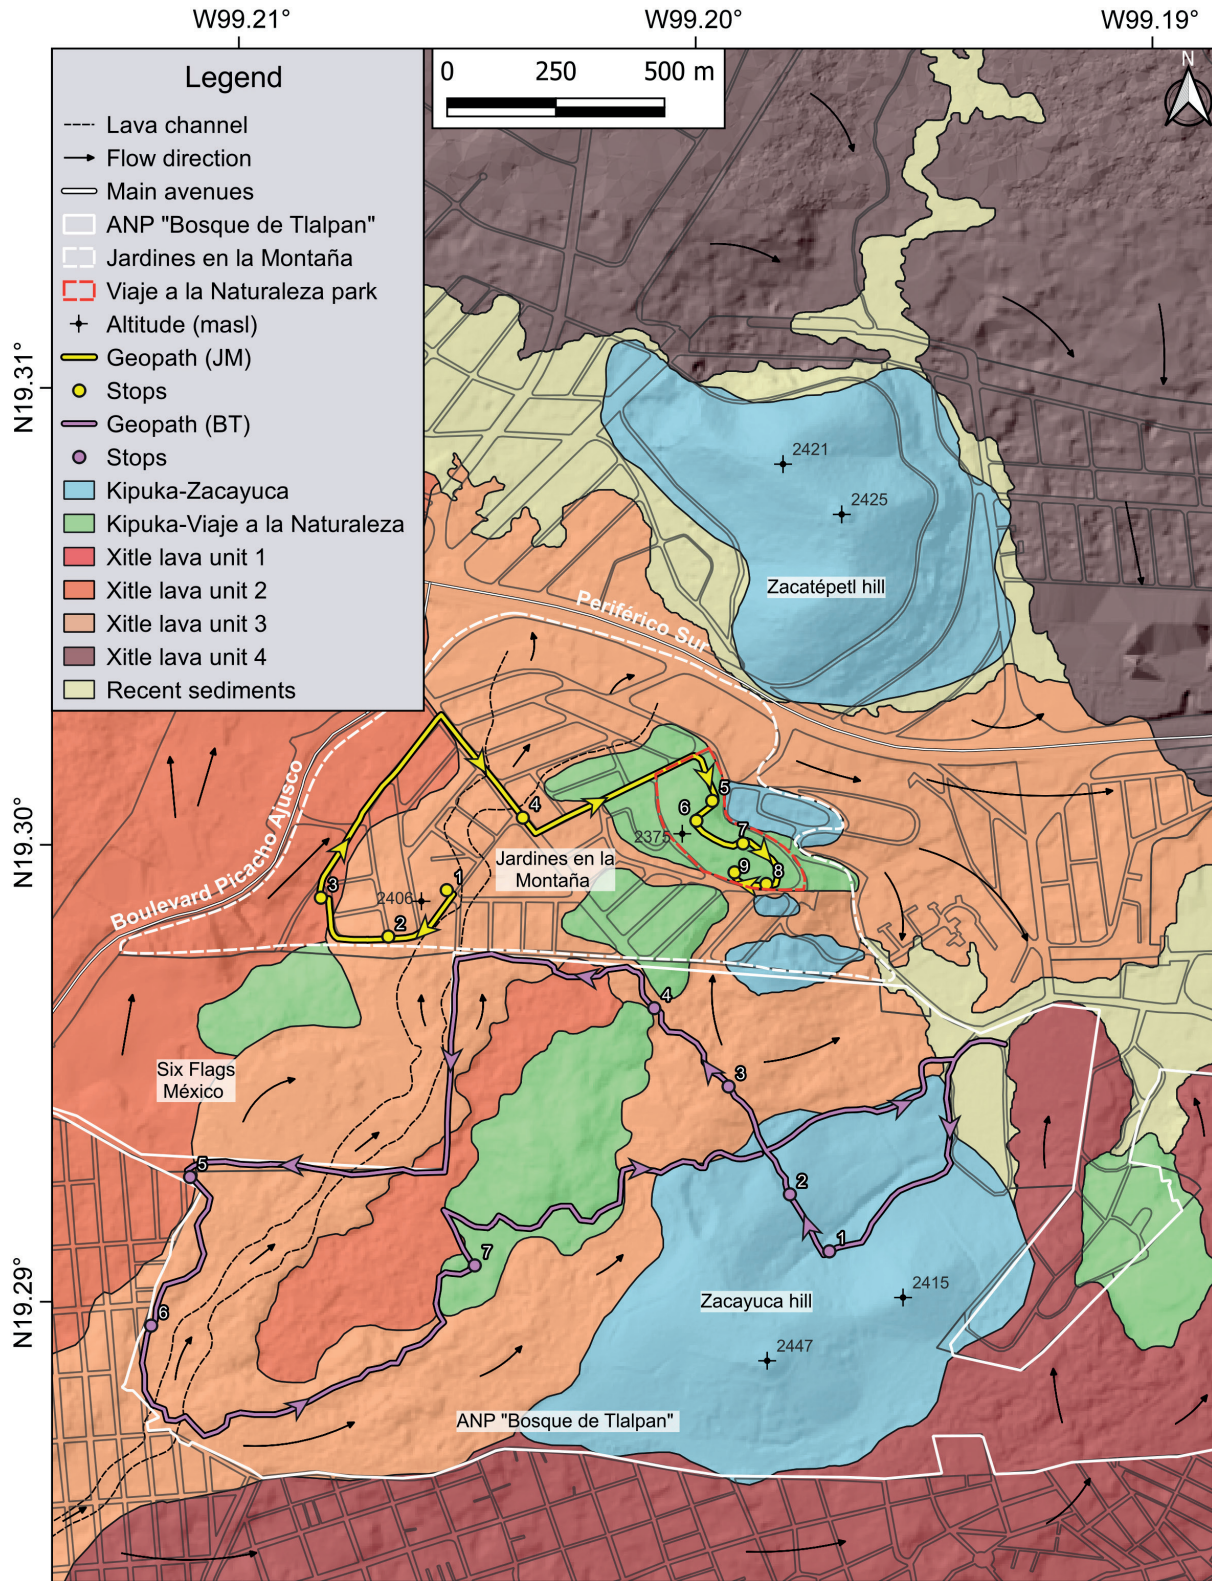 W99.21°
W99.20°
W99.19°
N19.31°
N19.30°
N19.29°
Legend
Lava channel
Flow direction
Main avenues
ANP "Bosque de Tlalpan"
Jardines en la Montaña
Viaje a la Naturaleza park
Altitude (masl)
Geopath (JM)
Stops
Geopath (BT)
Stops
Kipuka-Zacayuca
Kipuka-Viaje a la Naturaleza
Xitle lava unit 1
Xitle lava unit 2
Xitle lava unit 3
Xitle lava unit 4
Recent sediments
0 250 500 m
N
2421
2425
Zacatépetl hill
Periférico Sur
Boulevard Picacho Ajusco
4
5
6
7
2375
8
9
Jardines en la
Montaña
3
2406
1
2
4
3
Six Flags
México
5
2
1
7
6
2415
Zacayuca hill
2447
ANP "Bosque de Tlalpan"